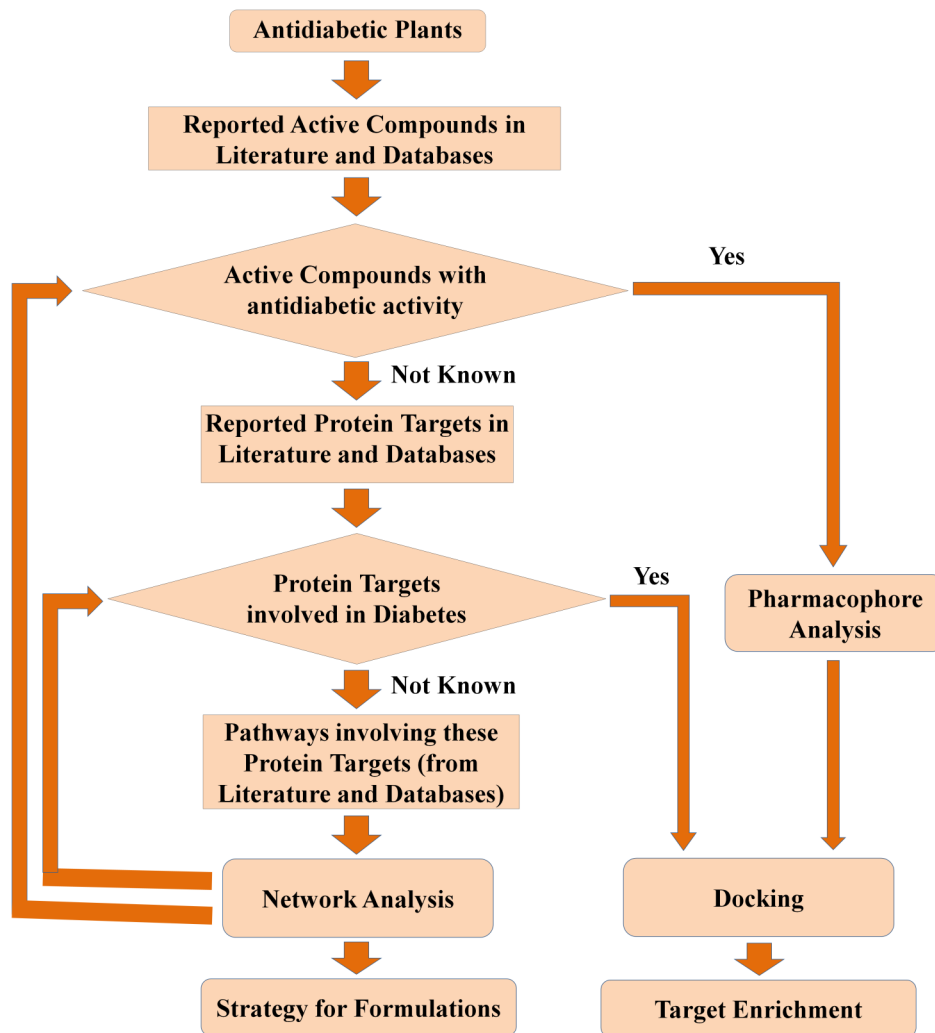 Antidiabetic Plants
Reported Active Compounds in
Literature and Databases
Active Compounds with
antidiabetic activity
Yes
Not Known
Reported Protein Targets in
Literature and Databases
Protein Targets
involved in Diabetes
Yes
Pharmacophore
Analysis
Not Known
Pathways involving these
Protein Targets (from
Literature and Databases)
Network Analysis
Docking
Strategy for Formulations
Target Enrichment